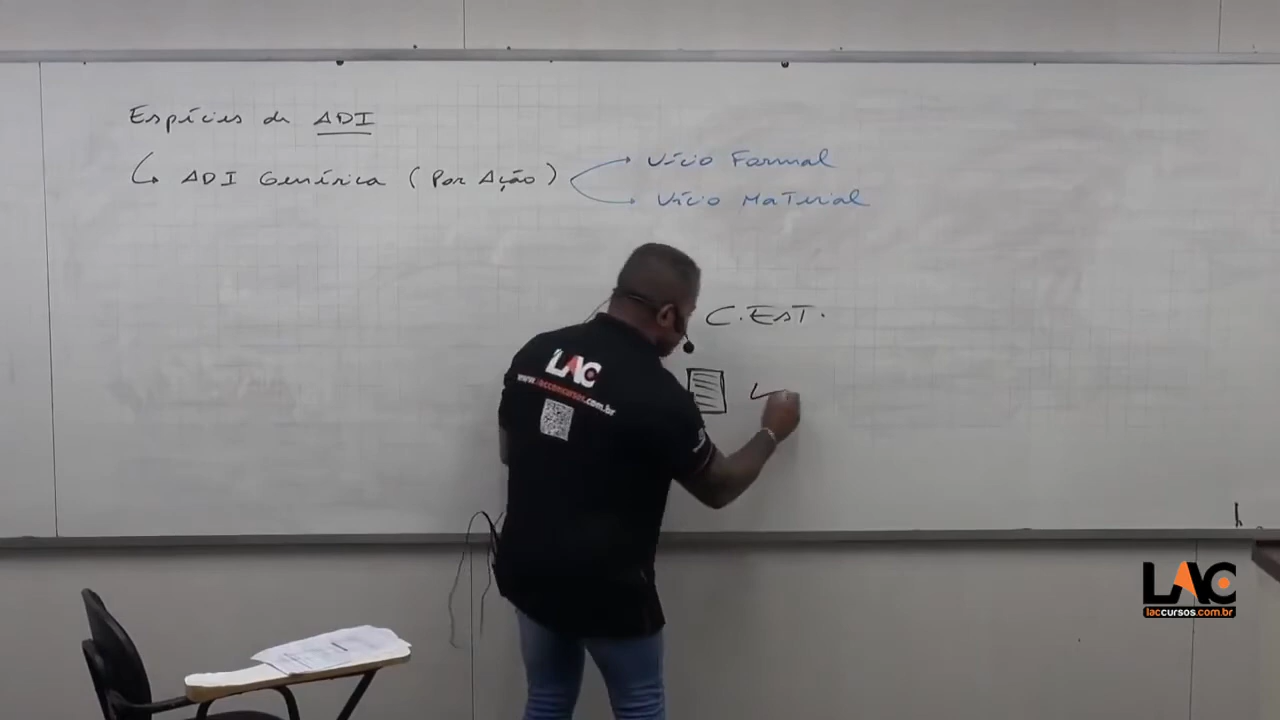 Espécies de ADI
ADI Genérica (Por Ação)
Vício Formal
Vício Material
C.EsT.
LAC
www.lacconcursos.com.br
LAC
laccursos.com.br